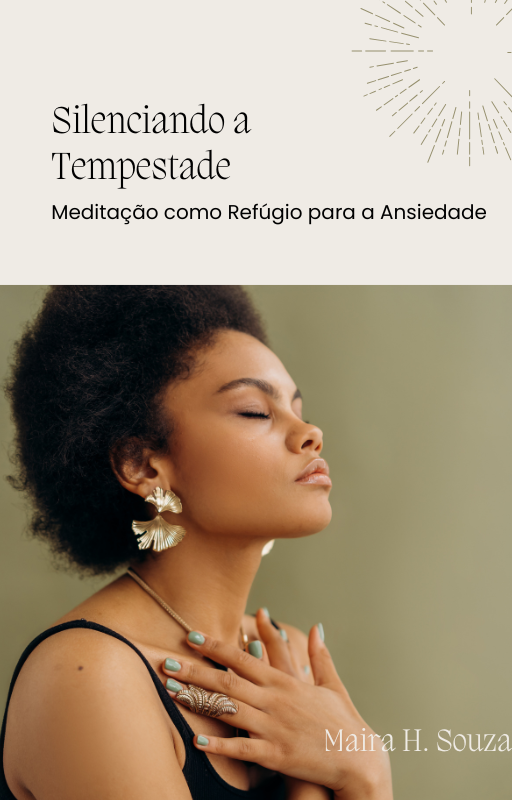 Silenciando a
Tempestade
Meditação como Refúgio para a Ansiedade
Maira H. Souza